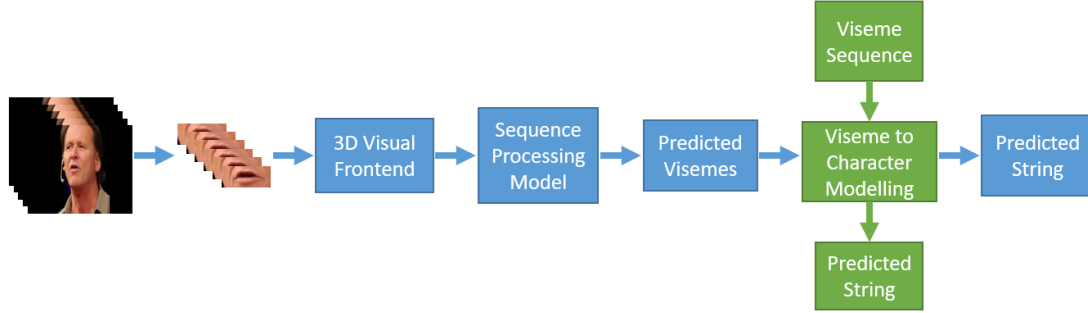 Viseme
Sequence
3D Visual
Frontend
Sequence
Processing
Model
Predicted
Visemes
Viseme to
Character
Modelling
Predicted
String
Predicted
String